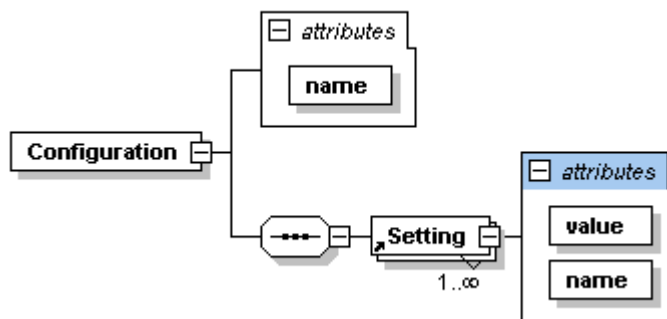 attributes
name
Configuration
attributes
Setting
value
1..∞
name